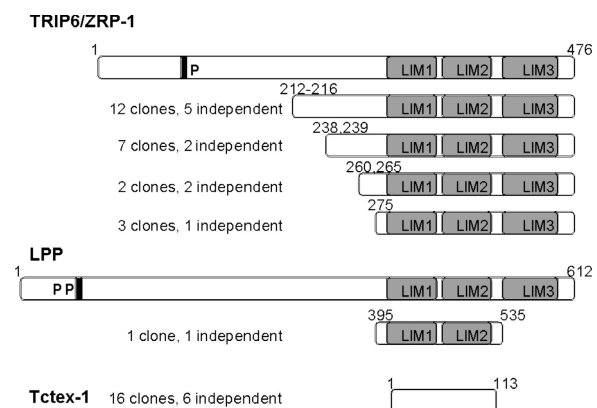 TRIP6/ZRP-1
1 476
P LIM1 LIM2 LIM3
212-216
12 clones, 5 independent LIM1 LIM2 LIM3
238,239
7 clones, 2 independent LIM1 LIM2 LIM3
260,265
2 clones, 2 independent LIM1 LIM2 LIM3
275
3 clones, 1 independent LIM1 LIM2 LIM3
LPP
1 612
P P LIM1 LIM2 LIM3
395 535
1 clone, 1 independent LIM1 LIM2
1 113
Tctex-1 16 clones, 6 independent